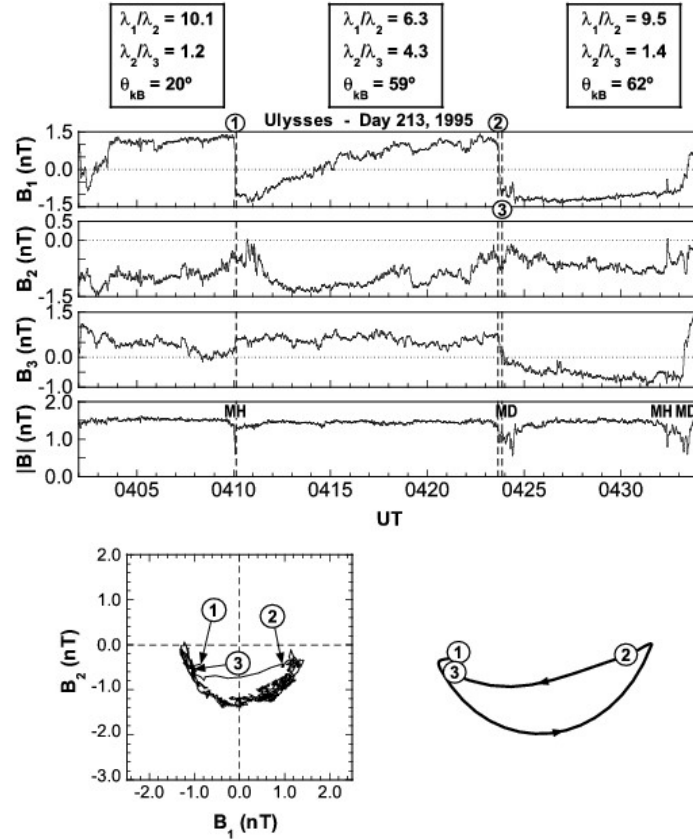 λ1/λ2 = 10.1
λ2/λ3 = 1.2
θkB = 20º
λ1/λ2 = 6.3
λ2/λ3 = 4.3
θkB = 59º
λ1/λ2 = 9.5
λ2/λ3 = 1.4
θkB = 62º
① Ulysses - Day 213, 1995 ②
1.5
0.0
-1.5
B1 (nT)
③
0.5
0.0
-1.5
B2 (nT)
1.5
0.0
-1.0
B3 (nT)
2.0
1.0
0.0
|B| (nT)
MH MD MH MD
0405 0410 0415 0420 0425 0430
UT
2.0
1.0
0.0
-1.0
-2.0
-3.0
B2 (nT)
① ②
③
-2.0 -1.0 0.0 1.0 2.0
B1 (nT)
① ②
③